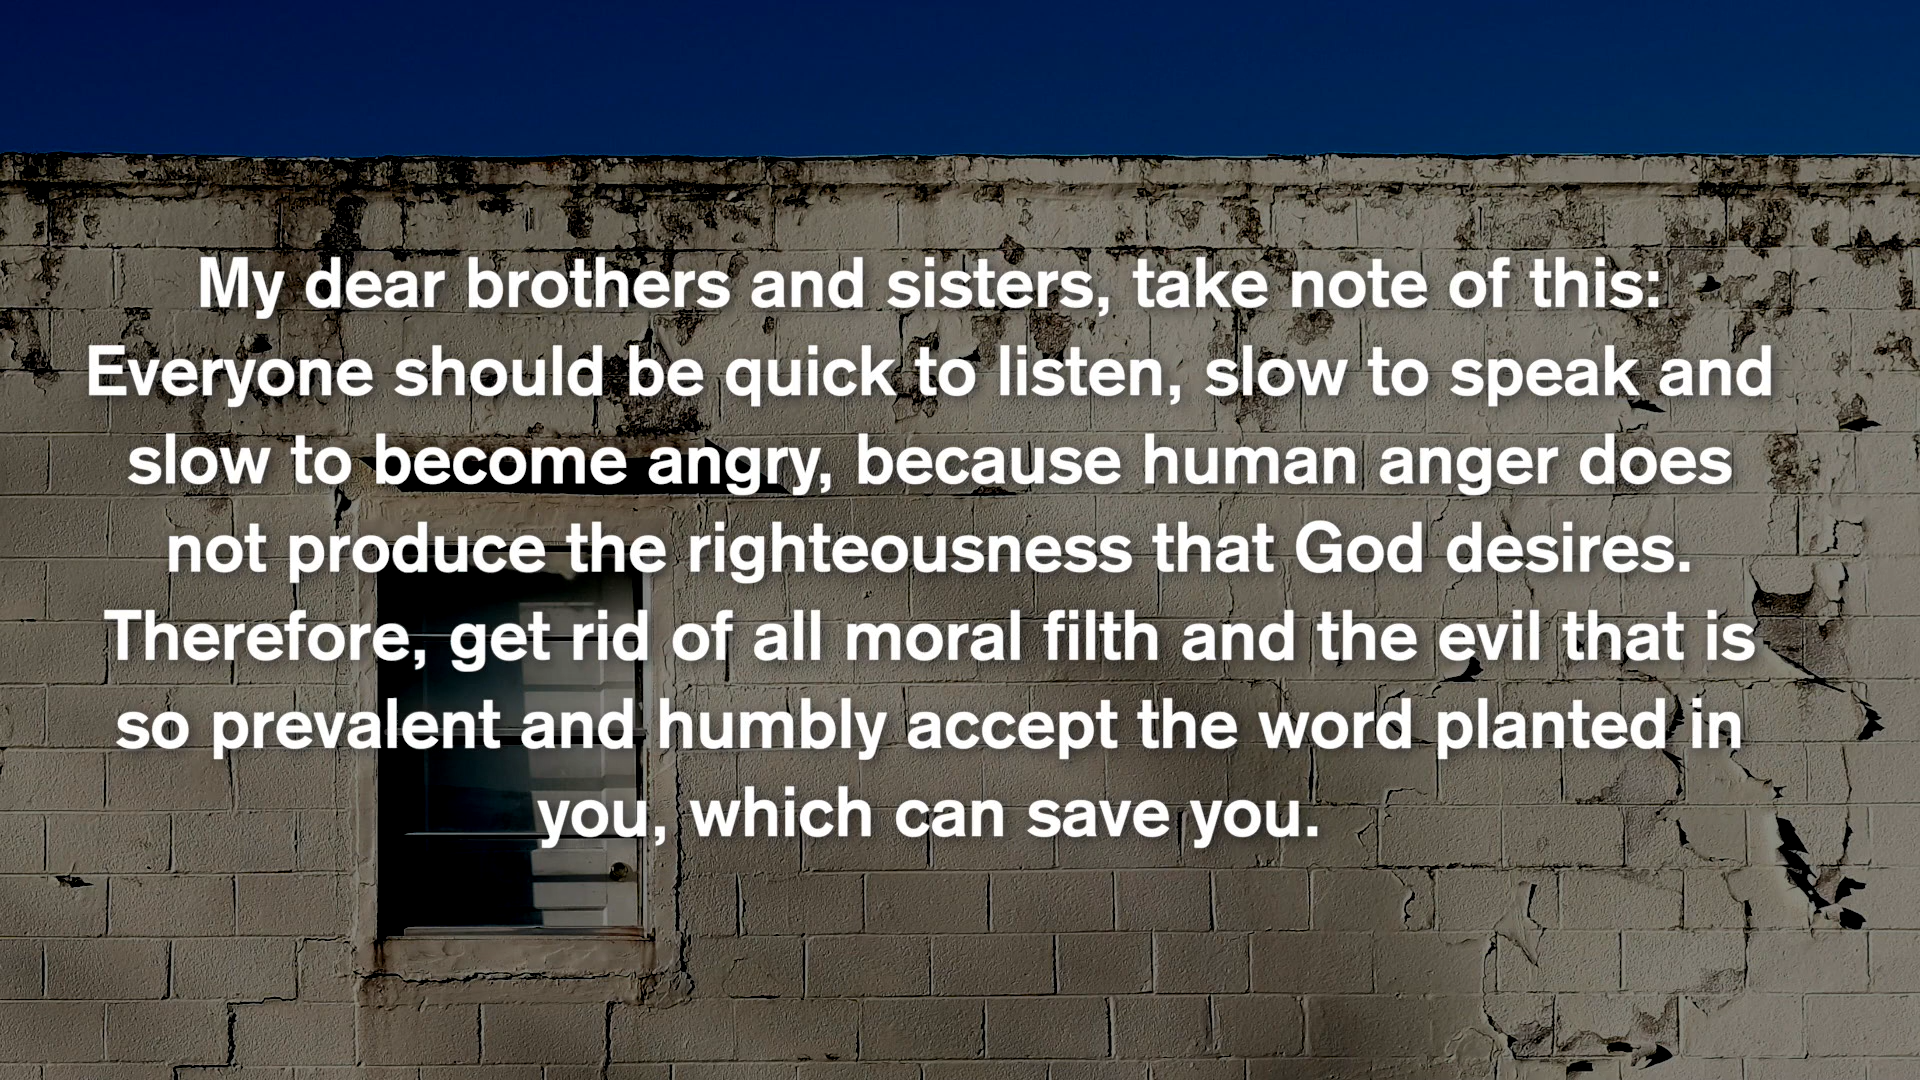 My dear brothers and sisters, take note of this:
Everyone should be quick to listen, slow to speak and
slow to become angry, because human anger does
not produce the righteousness that God desires.
Therefore, get rid of all moral filth and the evil that is
so prevalent and humbly accept the word planted in
you, which can save you.